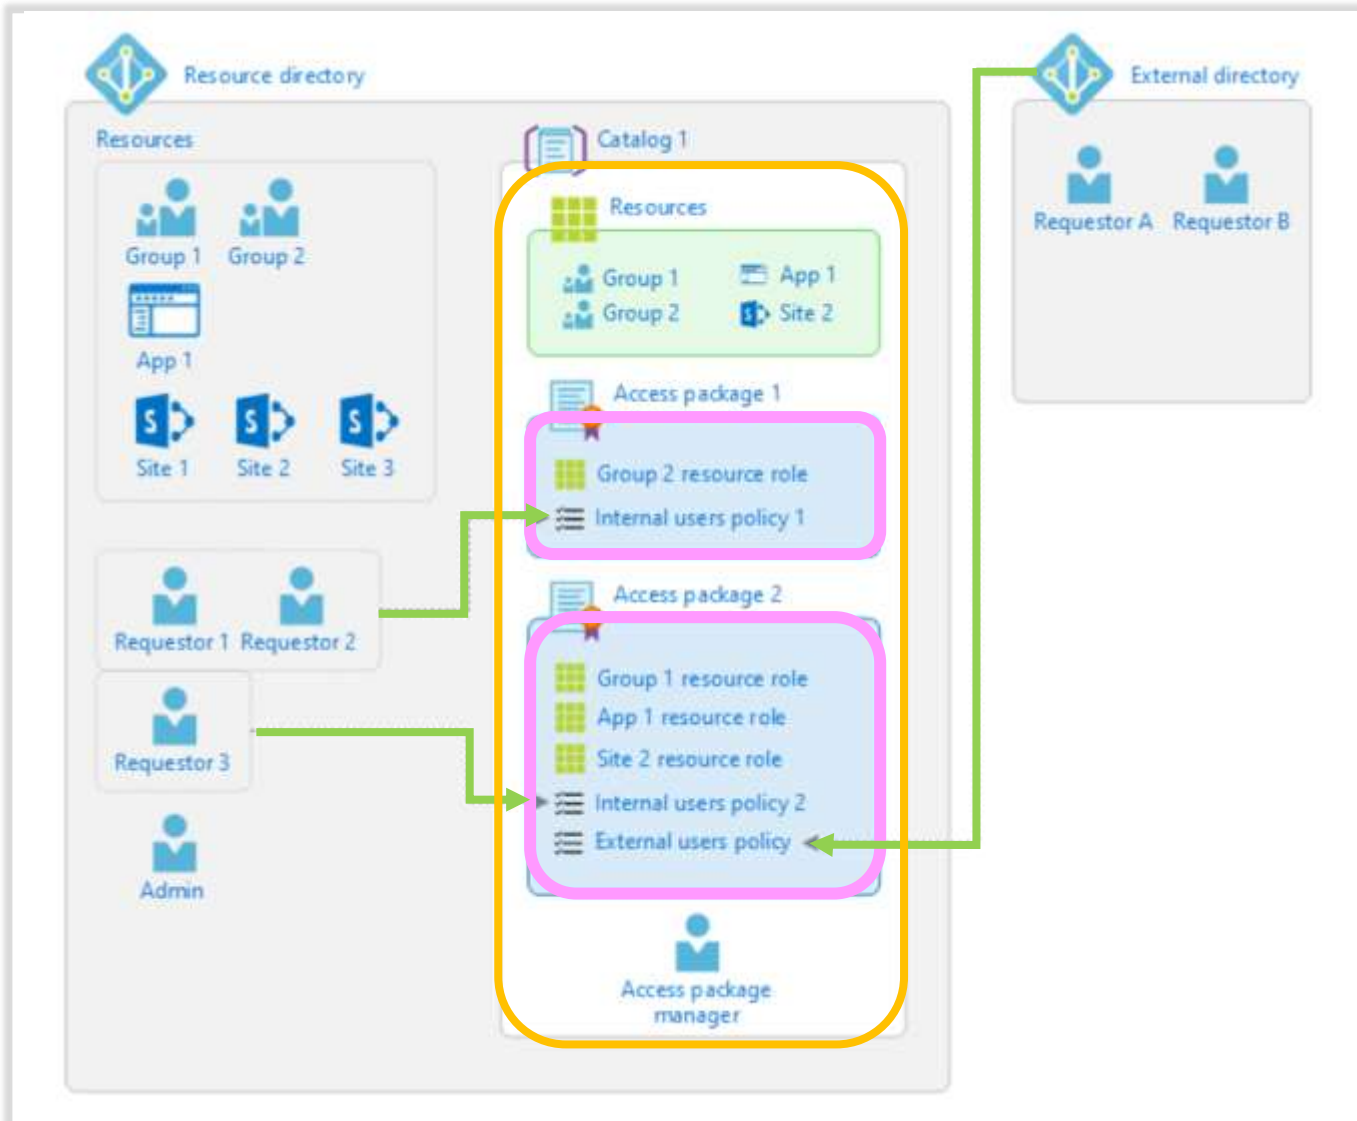 Resource directory
External directory
Resources
Group 1
Group 2
App 1
Site 1
Site 2
Site 3
Requestor 1
Requestor 2
Requestor 3
Admin
Catalog 1
Resources
Group 1
App 1
Group 2
Site 2
Access package 1
Group 2 resource role
Internal users policy 1
Access package 2
Group 1 resource role
App 1 resource role
Site 2 resource role
Internal users policy 2
External users policy
Access package
manager
Requestor A
Requestor B